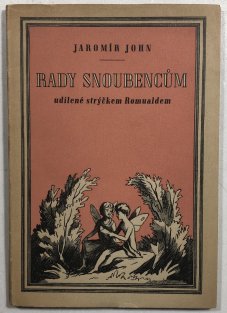 JAROMÍR JOHN
RADY SNOUBENCŮM
udílené strýčkem Romualdem